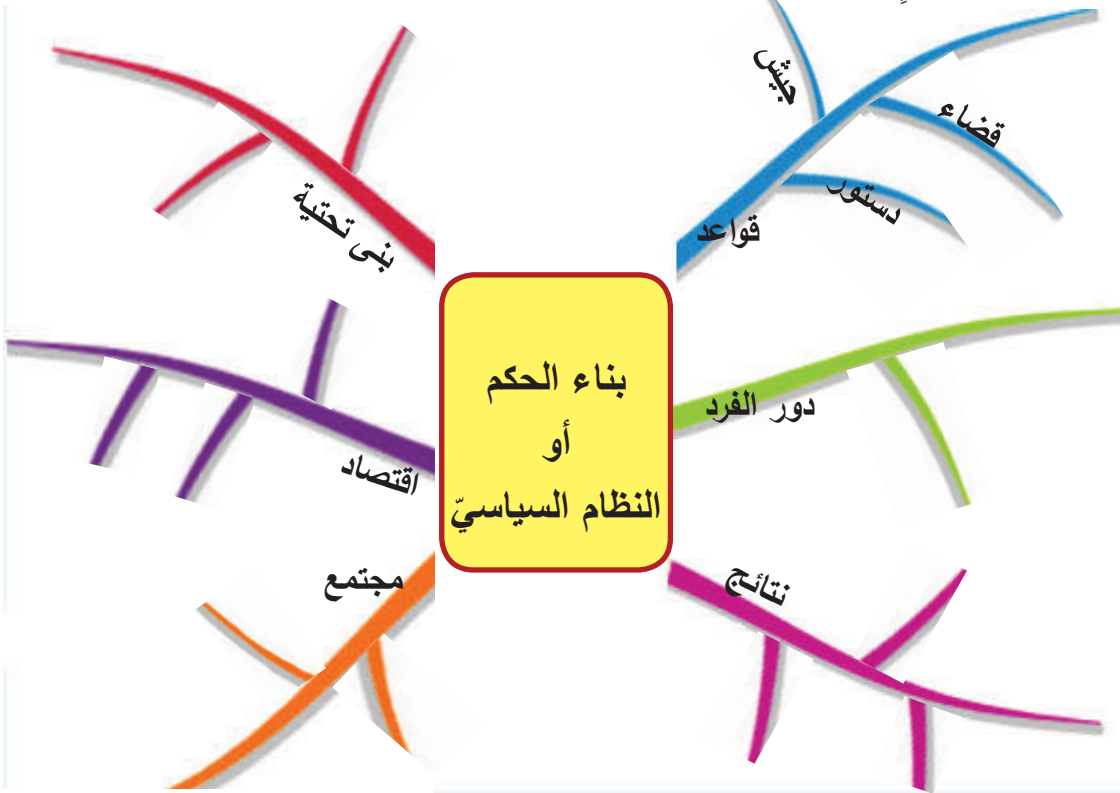 جيش
قضاء
دستور
قواعد
بنى تحتية
بناء الحكم
أو
النظام السياسيّ
دور الفرد
اقتصاد
نتائج
مجتمع